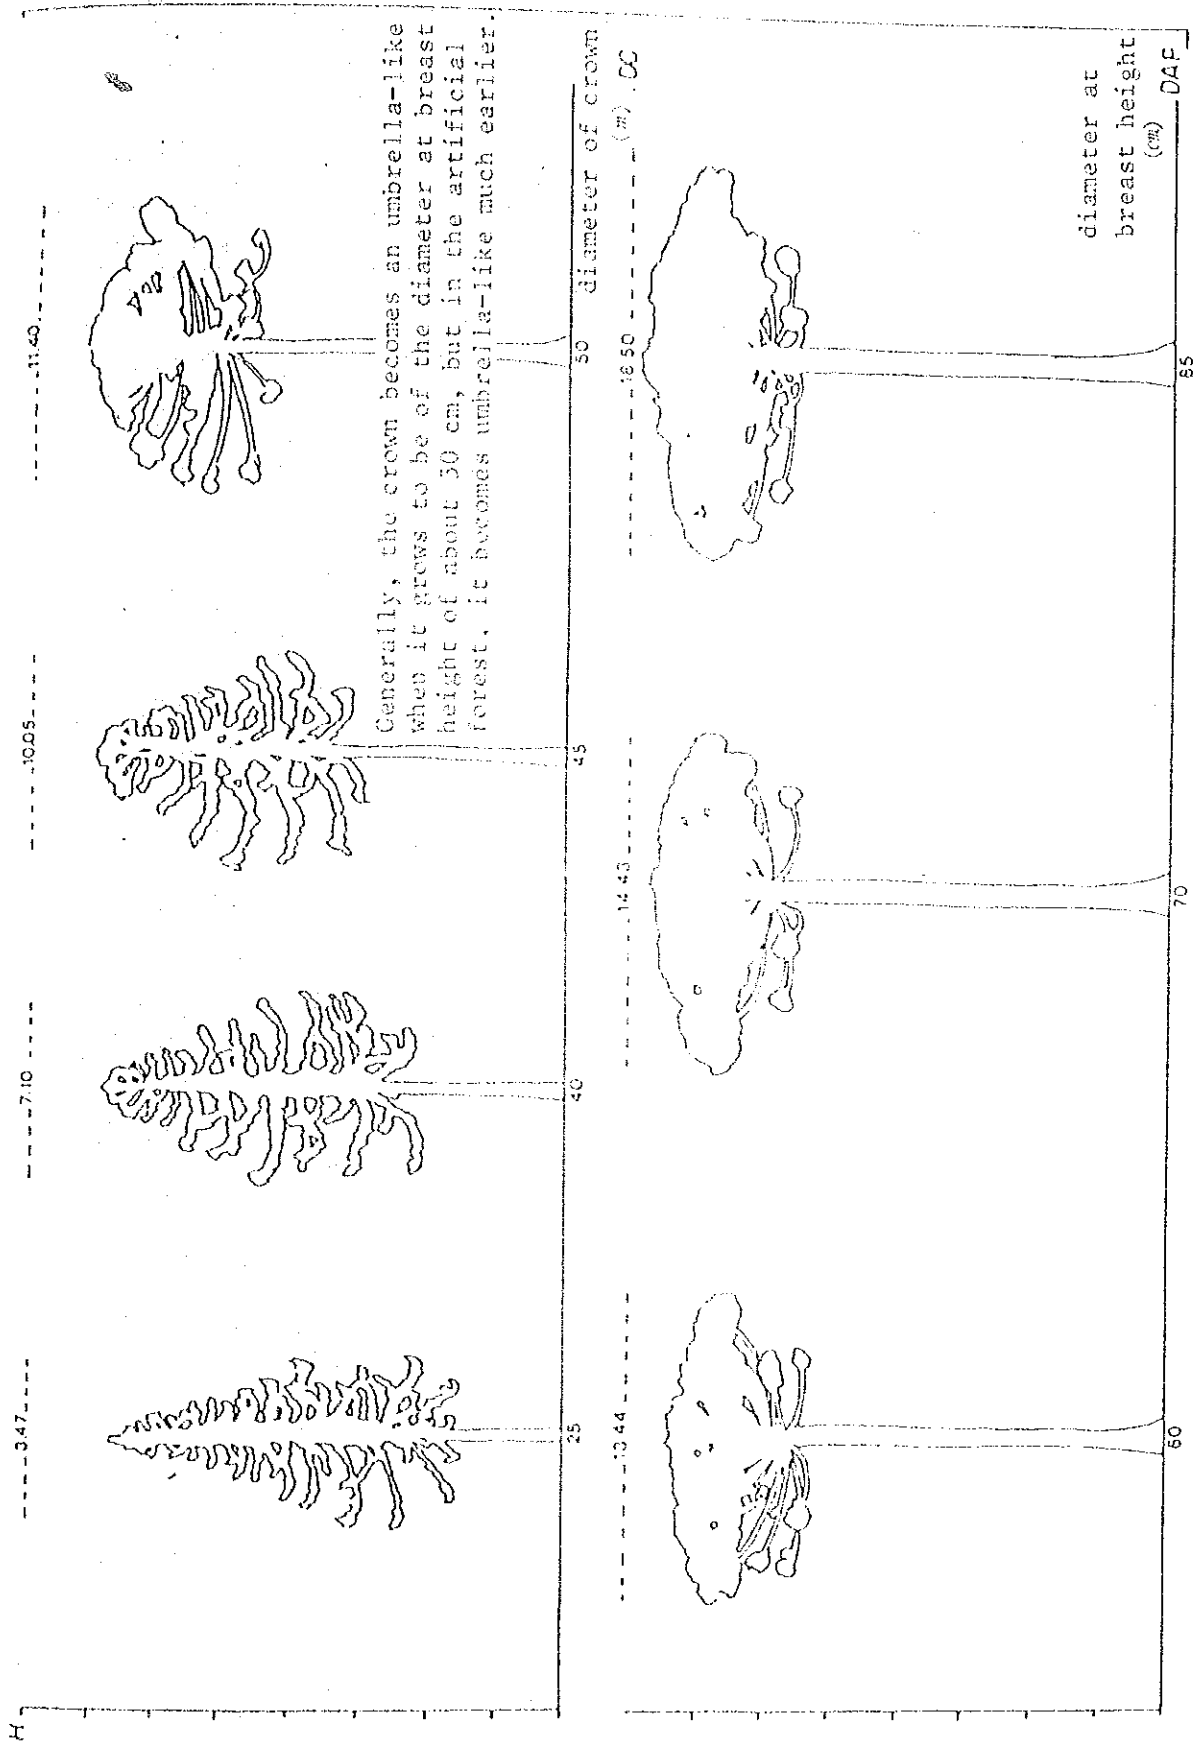 H
3.47
7.10
10.05
11.40
Generally, the crown becomes an umbrella-like
when it grows to be of the diameter at breast
height of about 50 cm, but in the artificial
forest, it becomes umbrella-like much earlier.
25
40
45
50
diameter of crown
(m) DC
13.44
14.43
18.50
diameter at
breast height
(cm)
60
70
85
DAP